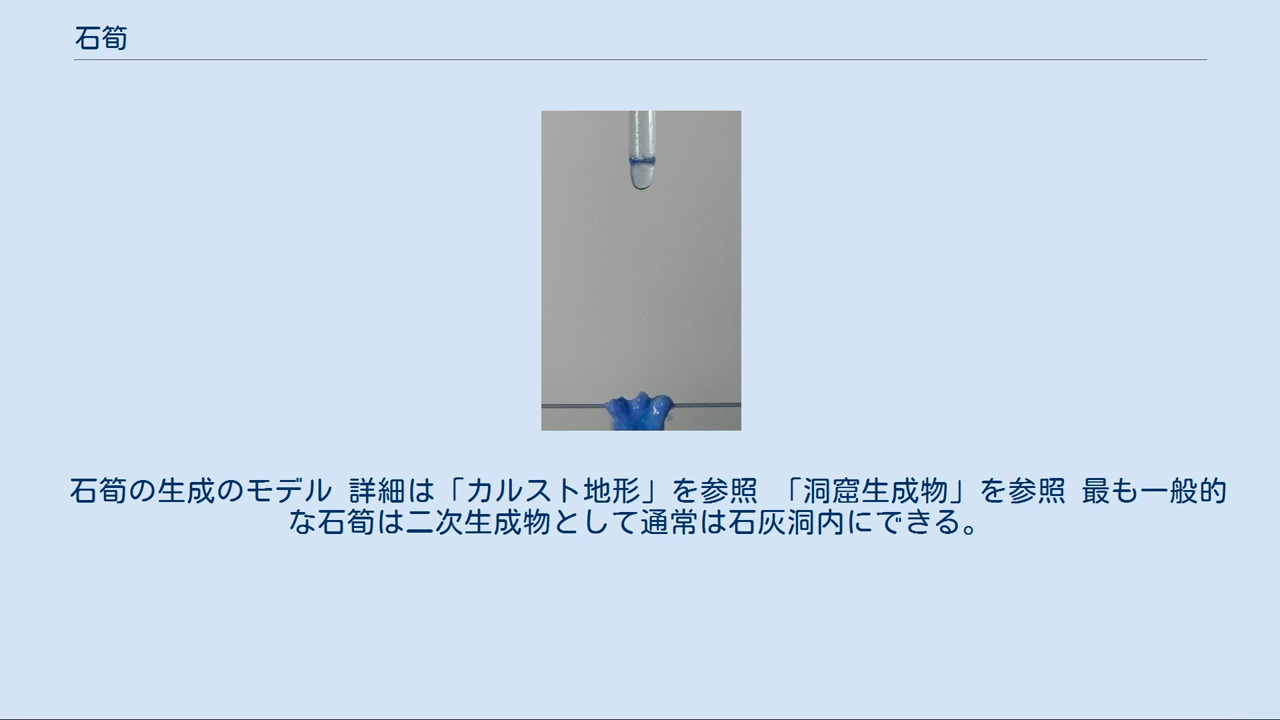 石筍
石筍の生成のモデル 詳細は「カルスト地形」を参照 「洞窟生成物」を参照 最も一般的
な石筍は二次生成物として通常は石灰洞内にできる。